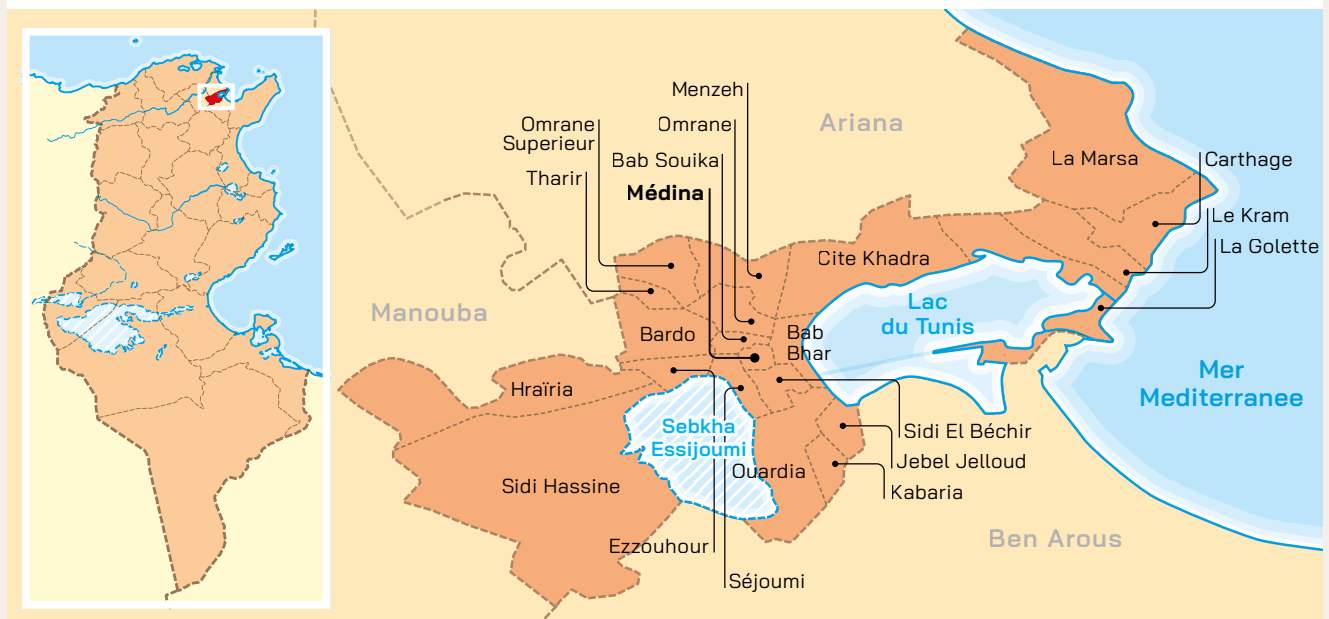 Menzeh
Omrane
Superieur
Omrane
Ariana
Bab Souika
La Marsa
Carthage
Tharir
Médina
Le Kram
La Golette
Cite Khadra
Manouba
Lac
du Tunis
Bardo
Bab
Bhar
Mer
Mediterranee
Hraïria
Sebkha
Essijoumi
Sidi El Béchir
Jebel Jelloud
Ouardia
Sidi Hassine
Kabaria
Ezzouhour
Ben Arous
Séjoumi